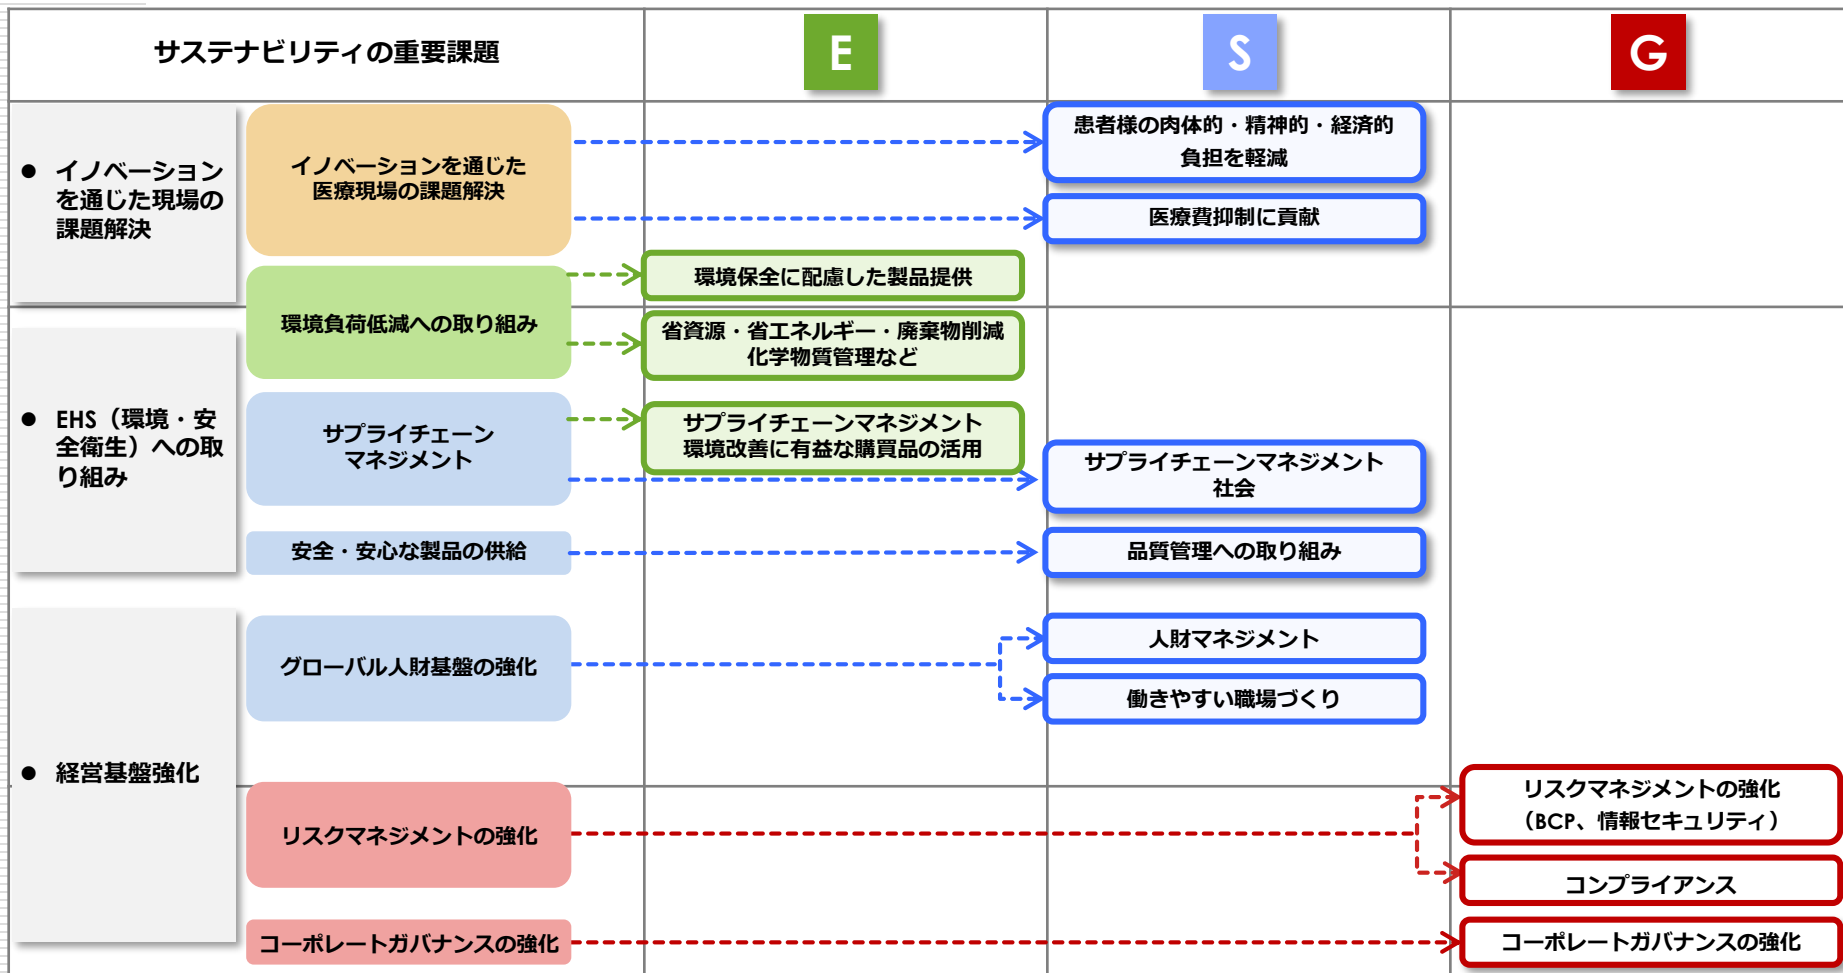 サステナビリティの重要課題
E
S
G
● イノベーション
を通じた現場の
課題解決
イノベーションを通じた
医療現場の課題解決
患者様の肉体的・精神的・経済的
負担を軽減
医療費抑制に貢献
環境負荷低減への取り組み
環境保全に配慮した製品提供
省資源・省エネルギー・廃棄物削減
化学物質管理など
● EHS（環境・安
全衛生）への取
り組み
サプライチェーン
マネジメント
サプライチェーンマネジメント
環境改善に有益な購買品の活用
サプライチェーンマネジメント
社会
安全・安心な製品の供給
品質管理への取り組み
● 経営基盤強化
グローバル人財基盤の強化
人財マネジメント
働きやすい職場づくり
リスクマネジメントの強化
リスクマネジメントの強化
（BCP、情報セキュリティ）
コンプライアンス
コーポレートガバナンスの強化
コーポレートガバナンスの強化